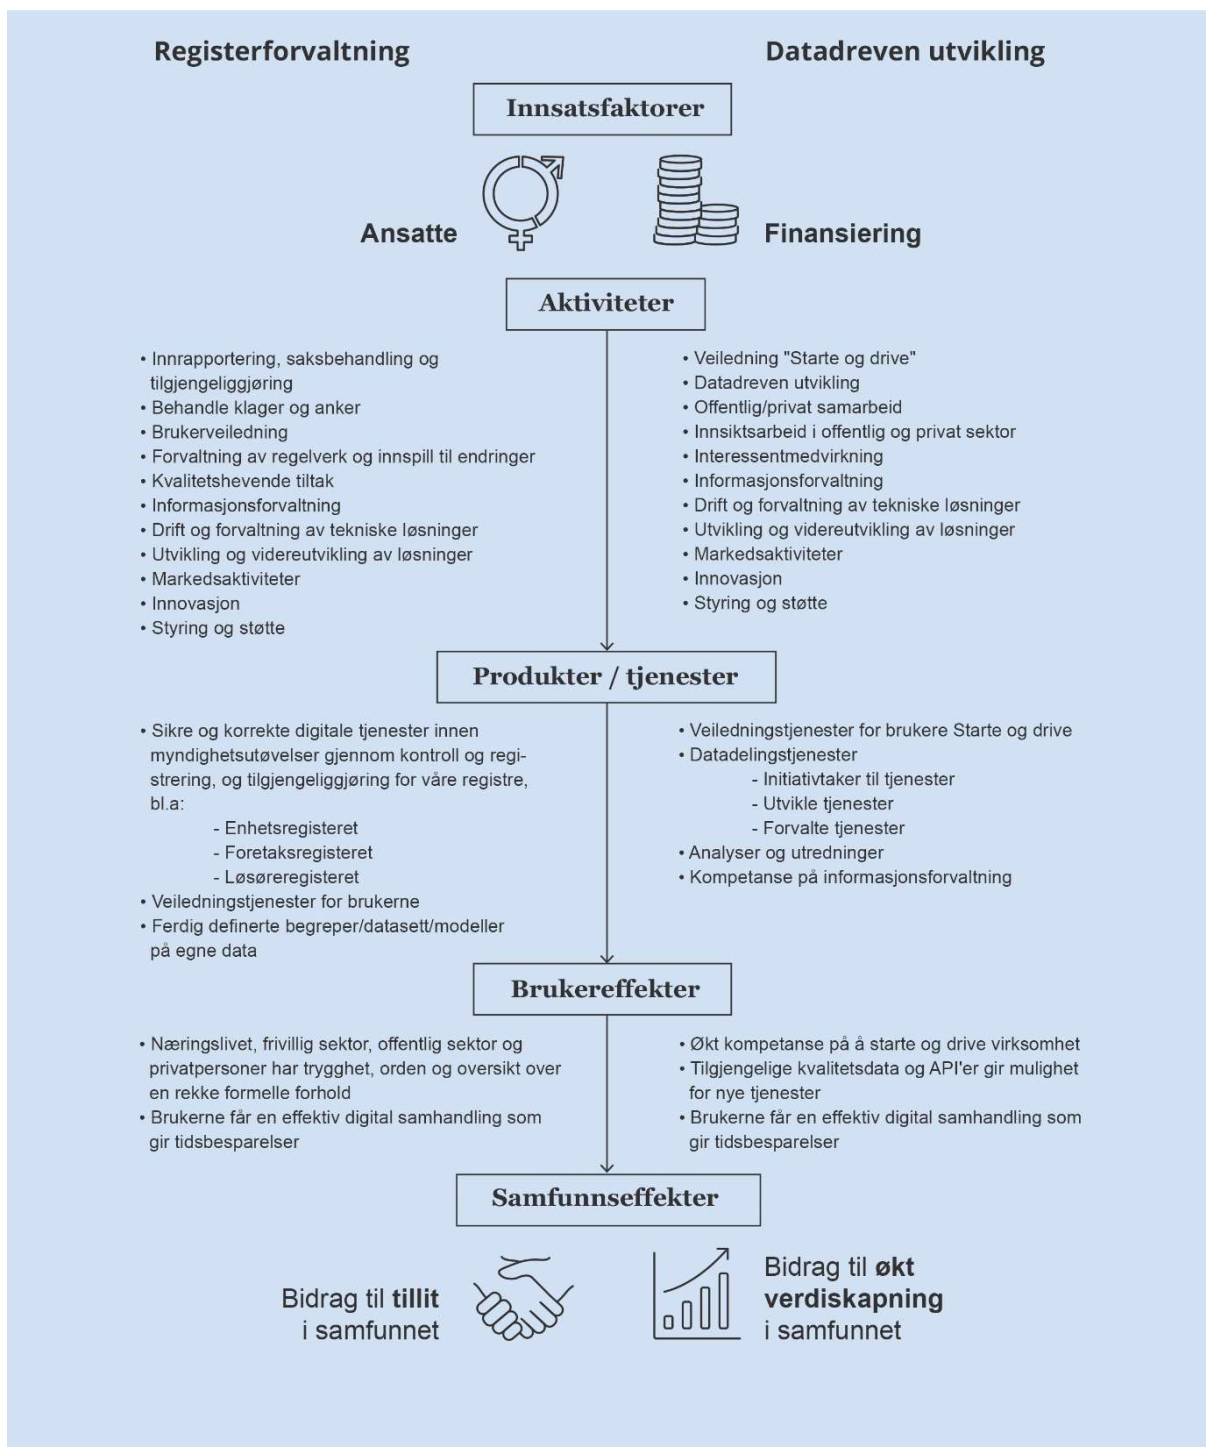 Registerforvaltning
Datadreven utvikling
Innsatsfaktorer
Ansatte
Finansiering
Aktiviteter
• Innrapportering, saksbehandling og
tilgjengeliggjøring
• Behandle klager og anker
• Brukerveiledning
• Forvaltning av regelverk og innspill til endringer
• Kvalitetshevende tiltak
• Informasjonsforvaltning
• Drift og forvaltning av tekniske løsninger
• Utvikling og videreutvikling av løsninger
• Markedsaktiviteter
• Innovasjon
• Styring og støtte
• Veiledning "Starte og drive"
• Datadreven utvikling
• Offentlig/privat samarbeid
• Innsiktsarbeid i offentlig og privat sektor
• Interessentmedvirkning
• Informasjonsforvaltning
• Drift og forvaltning av tekniske løsninger
• Utvikling og videreutvikling av løsninger
• Markedsaktiviteter
• Innovasjon
• Styring og støtte
Produkter / tjenester
• Sikre og korrekte digitale tjenester innen
myndighetsutøvelser gjennom kontroll og regi-
strering, og tilgjengeliggjøring for våre registre,
bl.a:
- Enhetsregisteret
- Foretaksregisteret
- Løsøreregisteret
• Veiledningstjenester for brukerne
• Ferdig definerte begreper/datasett/modeller
på egne data
• Veiledningstjenester for brukere Starte og drive
• Datadelingstjenester
- Initiativtaker til tjenester
- Utvikle tjenester
- Forvalte tjenester
• Analyser og utredninger
• Kompetanse på informasjonsforvaltning
Brukereffekter
• Næringslivet, frivillig sektor, offentlig sektor og
privatpersoner har trygghet, orden og oversikt over
en rekke formelle forhold
• Brukerne får en effektiv digital samhandling som
gir tidsbesparelser
• Økt kompetanse på å starte og drive virksomhet
• Tilgjengelige kvalitetsdata og API'er gir mulighet
for nye tjenester
• Brukerne får en effektiv digital samhandling som
gir tidsbesparelser
Samfunnseffekter
Bidrag til tillit
i samfunnet
Bidrag til økt
verdiskapning
i samfunnet